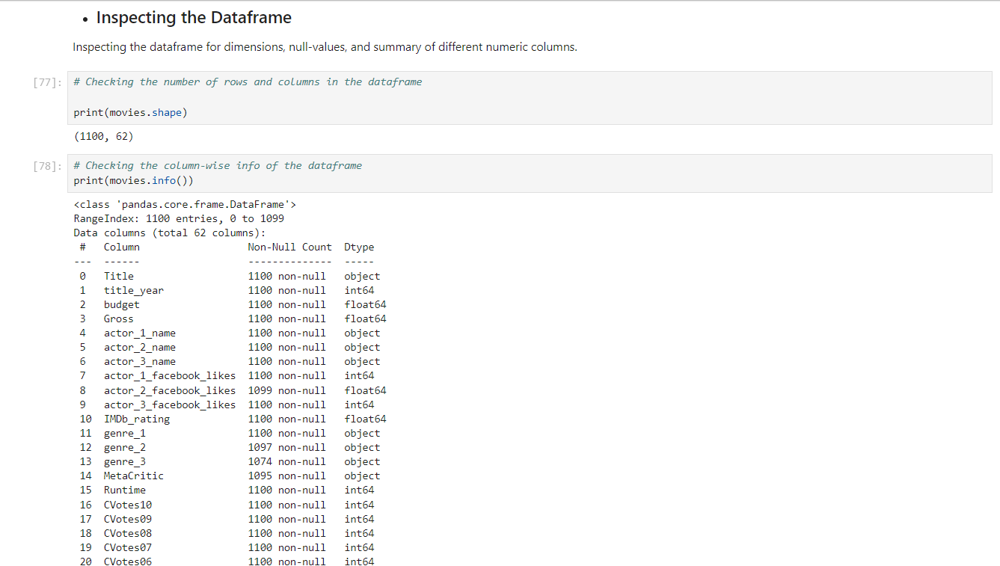 • Inspecting the Dataframe
Inspecting the dataframe for dimensions, null-values, and summary of different numeric columns.
[77]: # Checking the number of rows and columns in the dataframe
print(movies.shape)
(1100, 62)
[78]: # Checking the column-wise info of the dataframe
print(movies.info())
<class 'pandas.core.frame.DataFrame'>
RangeIndex: 1100 entries, 0 to 1099
Data columns (total 62 columns):
 #   Column                  Non-Null Count  Dtype
---  ------                  --------------  -----
 0   Title                   1100 non-null   object
 1   title_year              1100 non-null   int64
 2   budget                  1100 non-null   float64
 3   Gross                   1100 non-null   float64
 4   actor_1_name            1100 non-null   object
 5   actor_2_name            1100 non-null   object
 6   actor_3_name            1100 non-null   object
 7   actor_1_facebook_likes  1100 non-null   int64
 8   actor_2_facebook_likes  1099 non-null   float64
 9   actor_3_facebook_likes  1100 non-null   int64
 10  IMDb_rating             1100 non-null   float64
 11  genre_1                 1100 non-null   object
 12  genre_2                 1097 non-null   object
 13  genre_3                 1074 non-null   object
 14  MetaCritic              1095 non-null   object
 15  Runtime                 1100 non-null   int64
 16  CVotes10                1100 non-null   int64
 17  CVotes09                1100 non-null   int64
 18  CVotes08                1100 non-null   int64
 19  CVotes07                1100 non-null   int64
 20  CVotes06                1100 non-null   int64